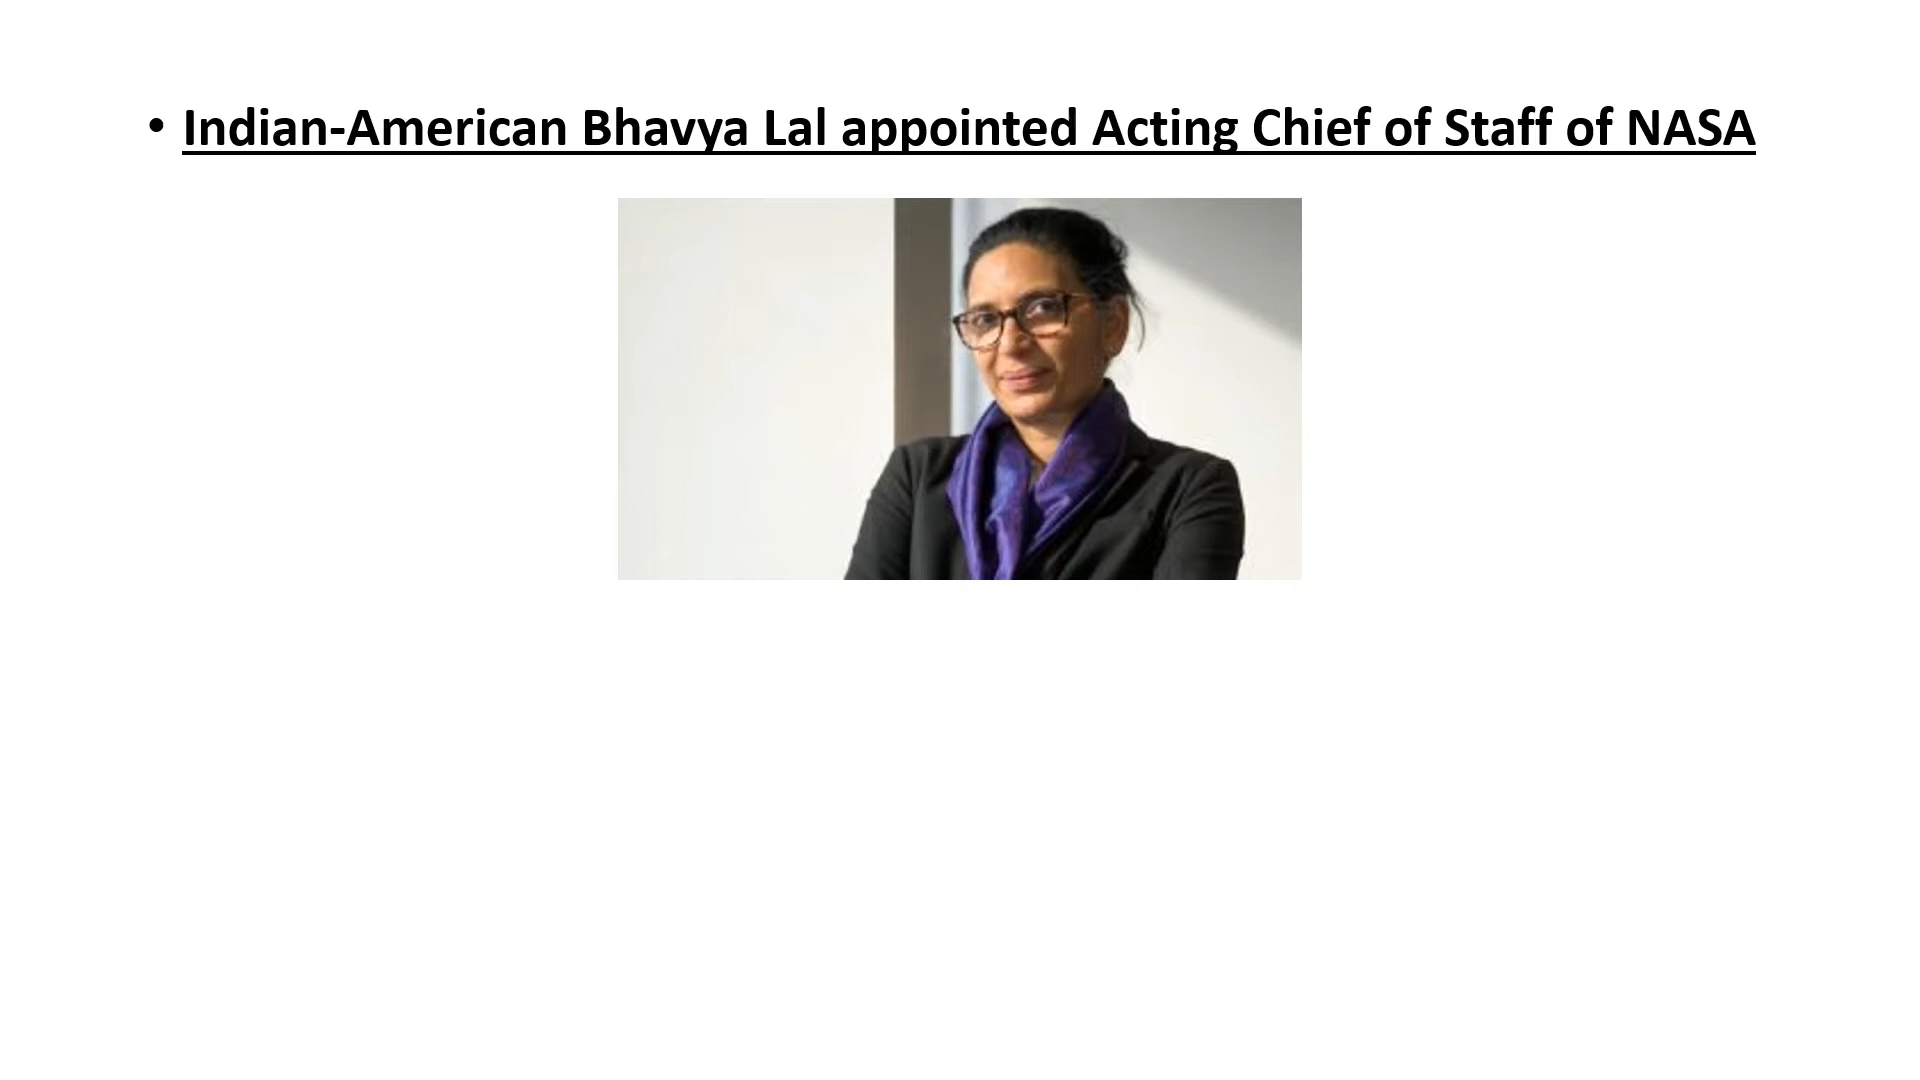 • Indian-American Bhavya Lal appointed Acting Chief of Staff of NASA